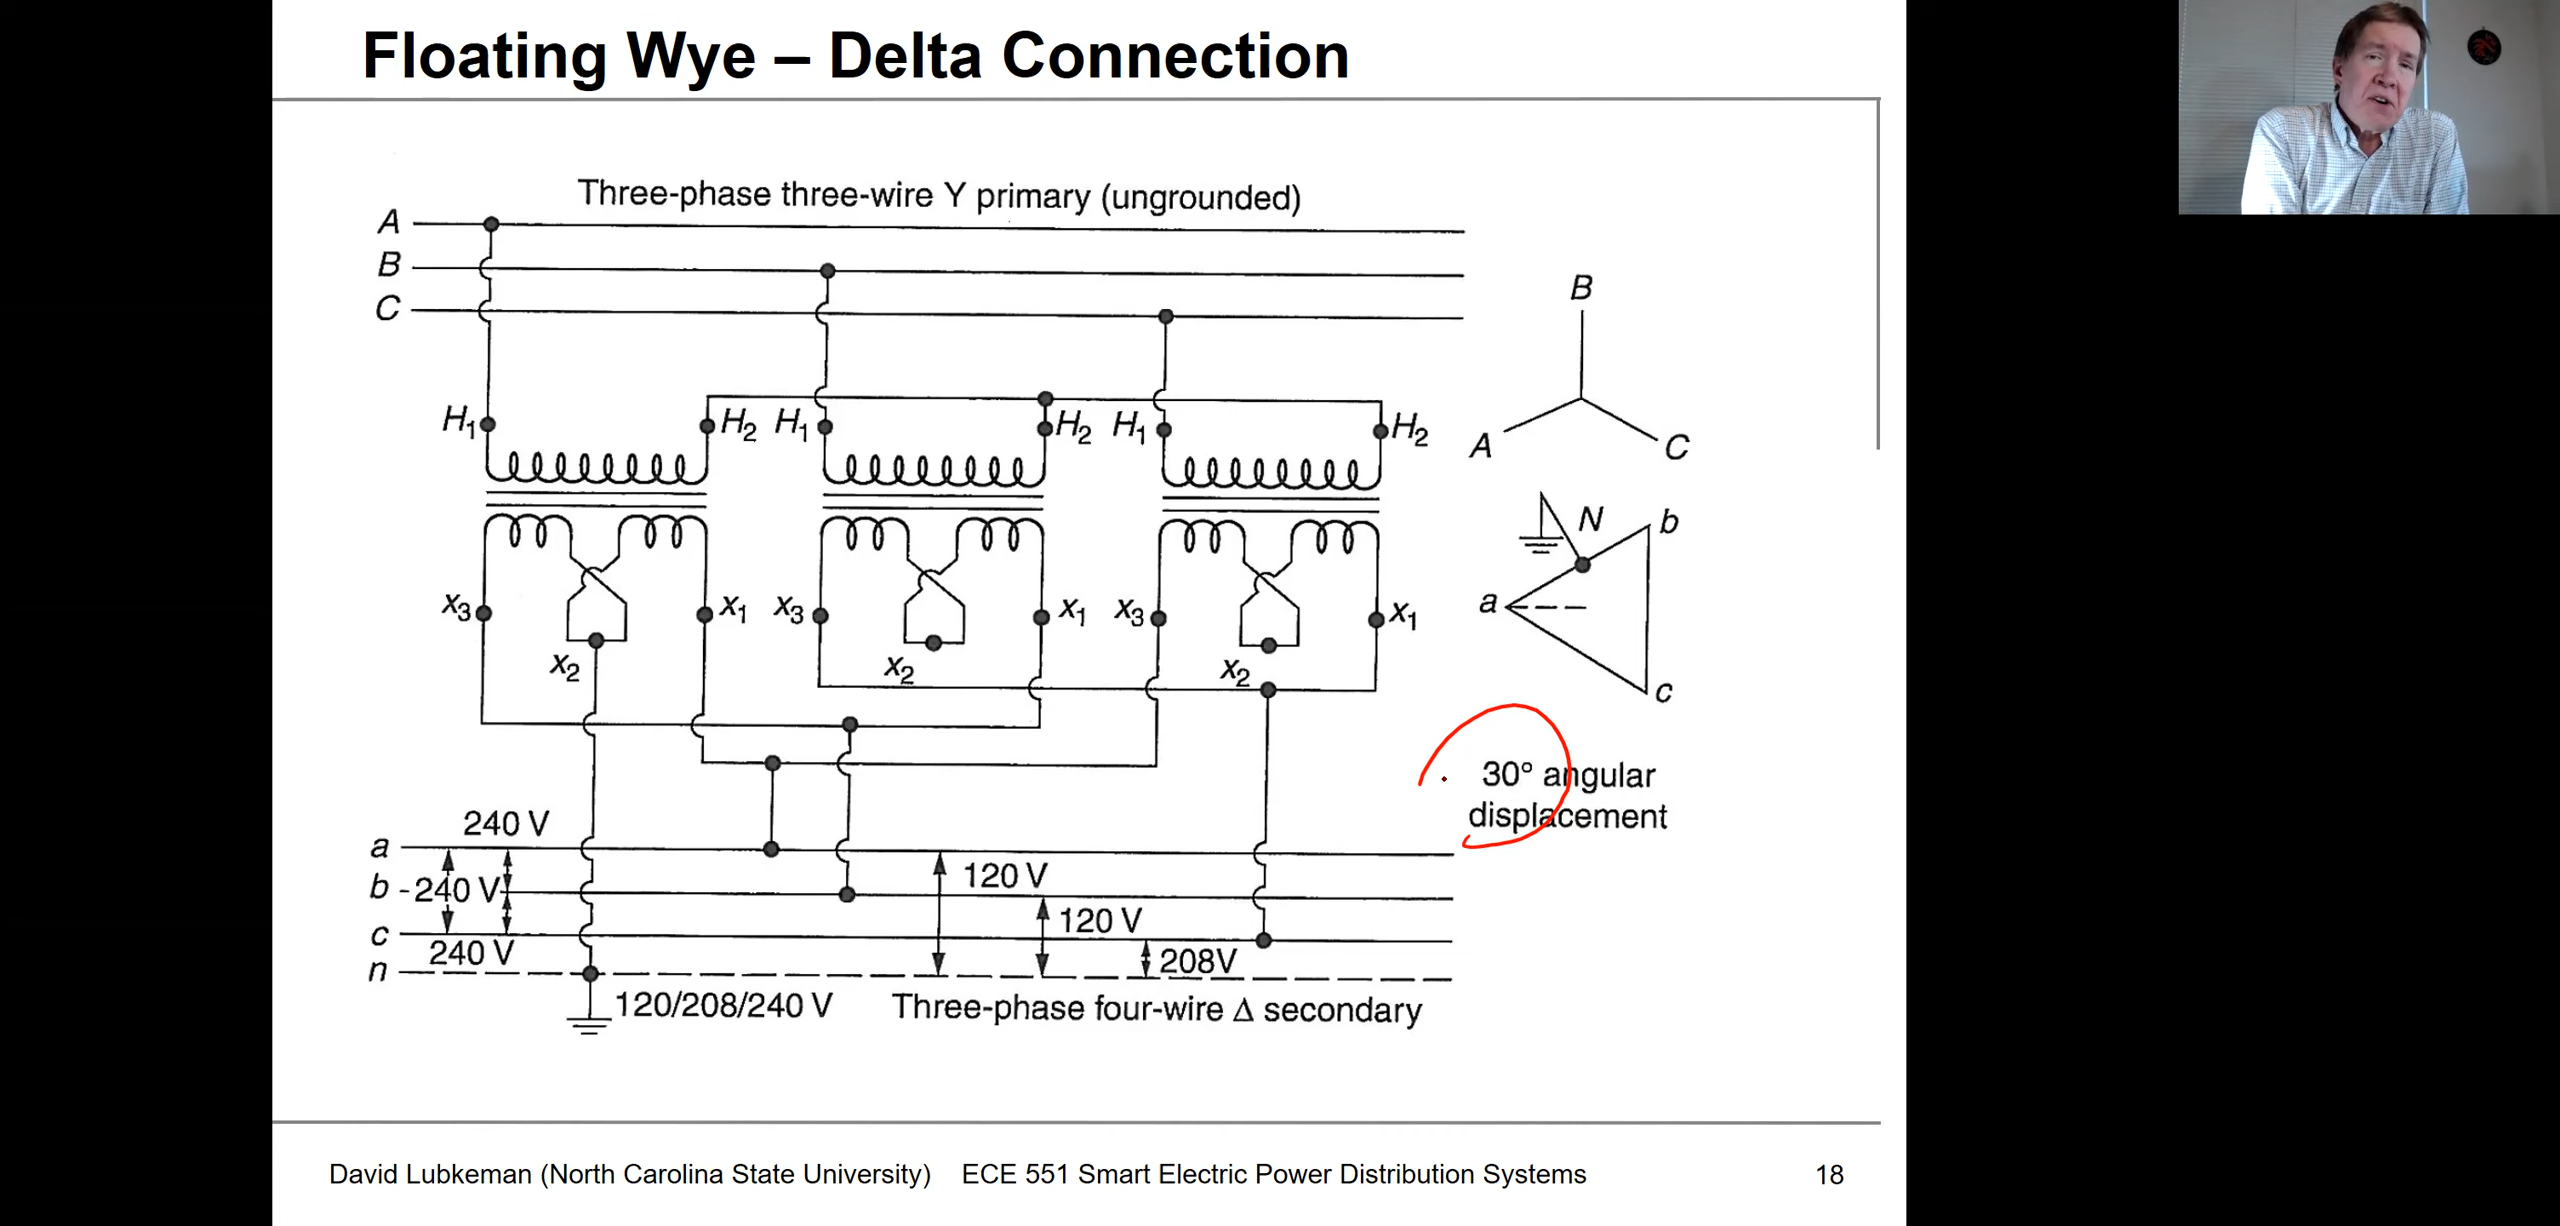 Floating Wye – Delta Connection
Three-phase three-wire Y primary (ungrounded)
A
B
C
B
A
C
H1
H2
H1
H2
H1
H2
N
b
a
c
X3
X1
X3
X1
X3
X1
X2
X2
X2
30° angular
displacement
240 V
a
b
-240 V
c
240 V
n
120 V
120 V
208V
120/208/240 V
Three-phase four-wire Δ secondary
David Lubkeman (North Carolina State University) ECE 551 Smart Electric Power Distribution Systems 18